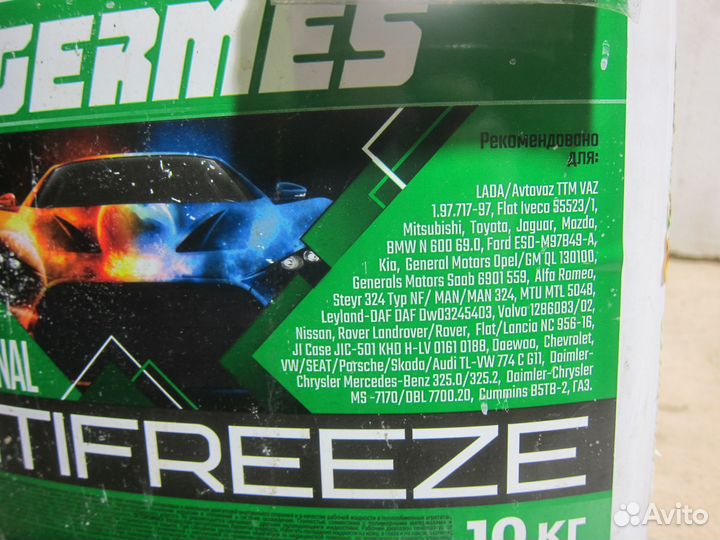 GERMES
Рекомендовано
для:
LADA/Avtovaz TTM VAZ
1.97.717-97, Flat Iveco 55523/1,
Mitsubishi, Toyota, Jaguar, Mazda,
BMW N 600 69.0, Ford ESD-M97B49-A,
Kia, General Motors Opel/GM QL 130100,
Generals Motors Saab 6901 559, Alfa Romeo,
Steyr 324 Typ NF/ MAN/MAN 324, MTU MTL 5048,
Leyland-DAF DAF Dw03245403, Volvo 1286083/02,
Nissan, Rover Landrover/Rover, Flat/Lancia NC 956-16,
JI Case JIC-501 KHD H-LV 0161 0188, Daewoo, Chevrolet,
VW/SEAT/Porsche/Skoda/Audi TL-VW 774 C G11, Daimler-
Chrysler Mercedes-Benz 325.0/325.2, Daimler-Chrysler
MS -7170/DBL 7700.20, Cummins B5TB-2, ГАЗ.
NAL
TIFREEZE
10 КГ
Avito